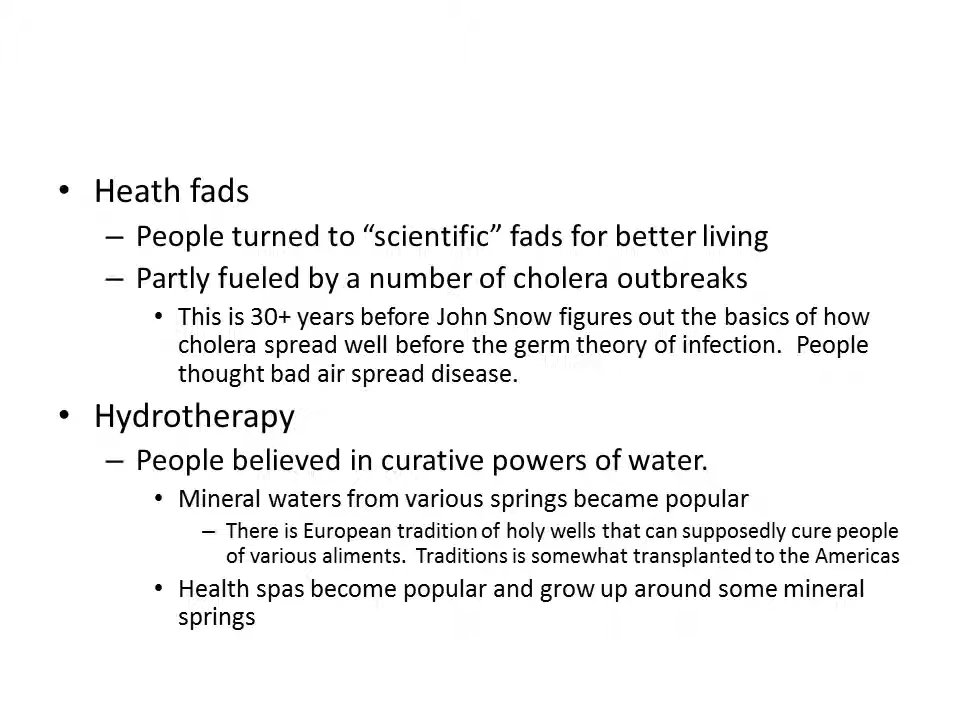 • Heath fads
– People turned to “scientific” fads for better living
– Partly fueled by a number of cholera outbreaks
• This is 30+ years before John Snow figures out the basics of how
cholera spread well before the germ theory of infection.  People
thought bad air spread disease.
• Hydrotherapy
– People believed in curative powers of water.
• Mineral waters from various springs became popular
– There is European tradition of holy wells that can supposedly cure people
of various aliments.  Traditions is somewhat transplanted to the Americas
• Health spas become popular and grow up around some mineral
springs